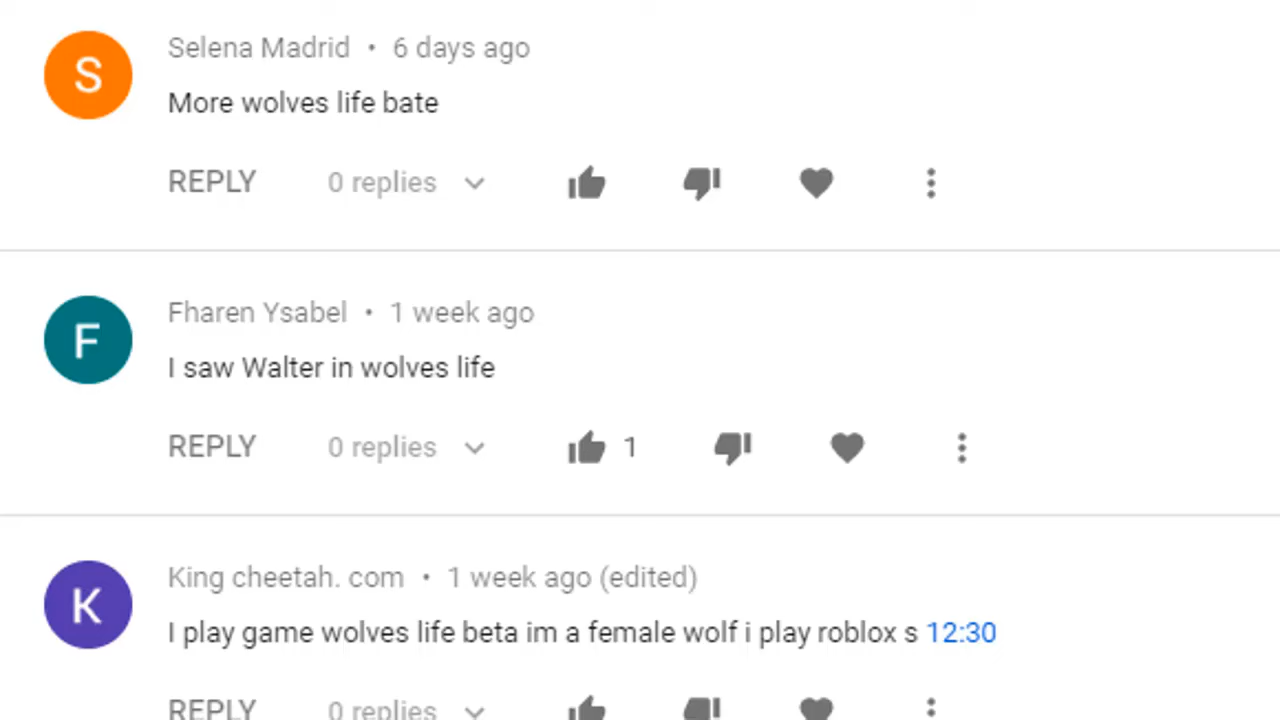 S
Selena Madrid • 6 days ago
More wolves life bate
REPLY 0 replies
F
Fharen Ysabel • 1 week ago
I saw Walter in wolves life
REPLY 0 replies 1
K
King cheetah. com • 1 week ago (edited)
I play game wolves life beta im a female wolf i play roblox s 12:30
REPLY 0 replies